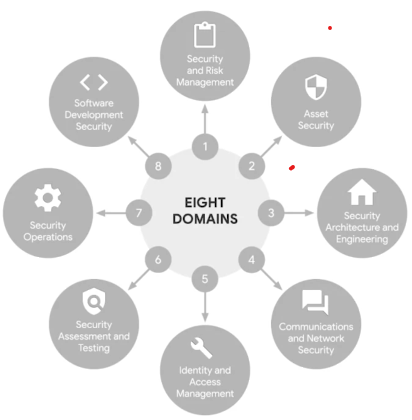 Security
and Risk
Management
Asset
Security
Security
Architecture and
Engineering
Communications
and Network
Security
Identity and
Access
Management
Security
Assessment and
Testing
Security
Operations
Software
Development
Security
1
2
3
4
5
6
7
8
EIGHT
DOMAINS